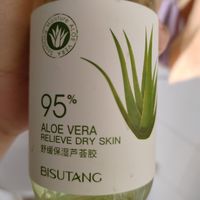 95%
ALOE VERA
RELIEVE DRY SKIN
舒缓保湿芦荟胶
BISUTANG